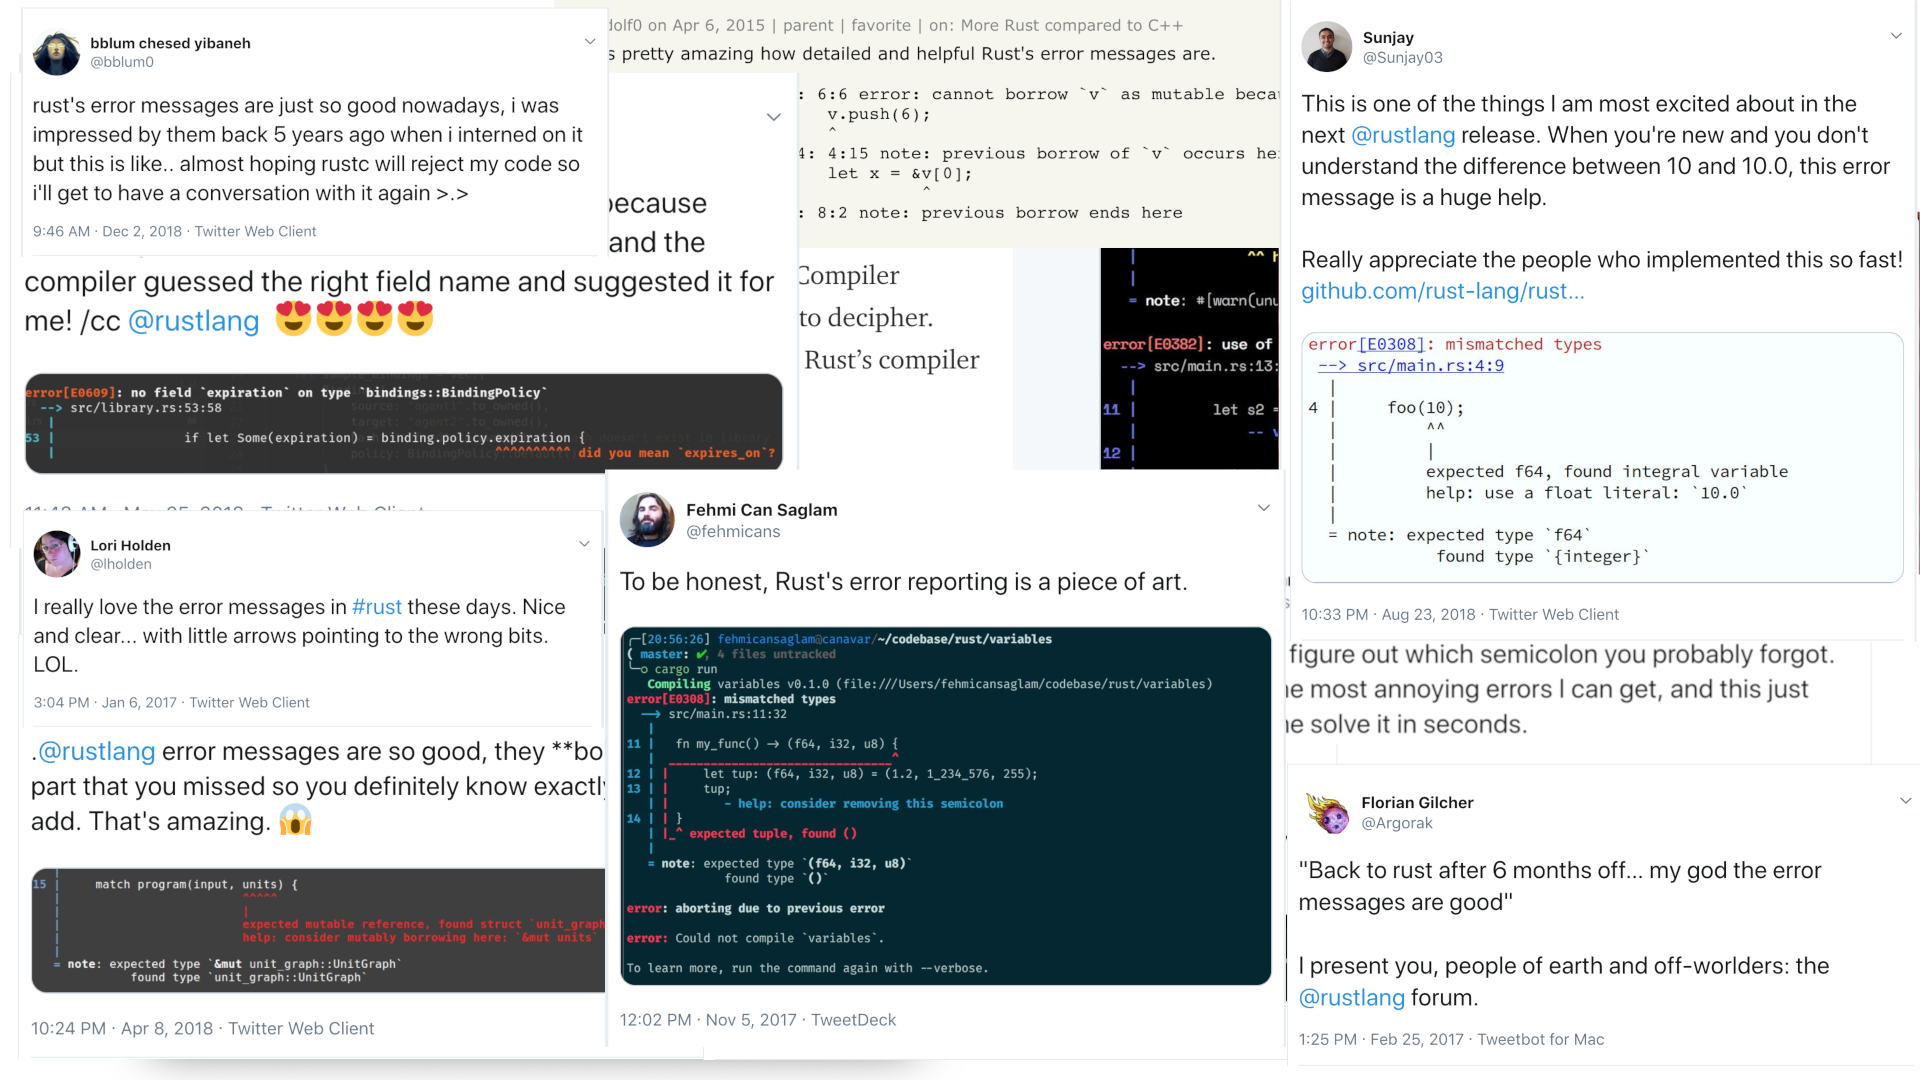 bblum chesed yibaneh
@bblum0
rust's error messages are just so good nowadays, i was
impressed by them back 5 years ago when i interned on it
but this is like.. almost hoping rustc will reject my code so
i'll get to have a conversation with it again >.>
9:46 AM · Dec 2, 2018 · Twitter Web Client
because
and the
compiler guessed the right field name and suggested it for
me! /cc @rustlang 😍😍😍😍
error[E0609]: no field `expiration` on type `bindings::BindingPolicy`
--> src/library.rs:53:58
53 | if let Some(expiration) = binding.policy.expiration {
^^^^^^^^^^ did you mean `expires_on`?
Lori Holden
@lholden
I really love the error messages in #rust these days. Nice
and clear... with little arrows pointing to the wrong bits.
LOL.
3:04 PM · Jan 6, 2017 · Twitter Web Client
.@rustlang error messages are so good, they **bo
part that you missed so you definitely know exactly
add. That's amazing. 😱
15 | match program(input, units) {
^^^^^
|
expected mutable reference, found struct `unit_graph
help: consider mutably borrowing here: `&mut units`
= note: expected type `&mut unit_graph::UnitGraph`
found type `unit_graph::UnitGraph`
10:24 PM · Apr 8, 2018 · Twitter Web Client
dolf0 on Apr 6, 2015 | parent | favorite | on: More Rust compared to C++
s pretty amazing how detailed and helpful Rust's error messages are.
: 6:6 error: cannot borrow `v` as mutable becau
v.push(6);
^
4: 4:15 note: previous borrow of `v` occurs he
let x = &v[0];
^
: 8:2 note: previous borrow ends here
Compiler
to decipher.
Rust's compiler
^^ h
|
= note: #[warn(unu
error[E0382]: use of
--> src/main.rs:13:
|
11 | let s2 =
| -- v
12 |
Fehmi Can Saglam
@fehmicans
To be honest, Rust's error reporting is a piece of art.
[20:56:26] fehmicansaglam@canavar/~/codebase/rust/variables
( master: ✔, 4 files untracked
cargo run
Compiling variables v0.1.0 (file:///Users/fehmicansaglam/codebase/rust/variables)
error[E0308]: mismatched types
--> src/main.rs:11:32
|
11 | fn my_func() -> (f64, i32, u8) {
| ________________________________^
12 | | let tup: (f64, i32, u8) = (1.2, 1_234_576, 255);
13 | | tup;
| | - help: consider removing this semicolon
14 | | }
| |_^ expected tuple, found ()
|
= note: expected type `(f64, i32, u8)`
found type `()`
error: aborting due to previous error
error: Could not compile `variables`.
To learn more, run the command again with --verbose.
12:02 PM · Nov 5, 2017 · TweetDeck
Sunjay
@Sunjay03
This is one of the things I am most excited about in the
next @rustlang release. When you're new and you don't
understand the difference between 10 and 10.0, this error
message is a huge help.
Really appreciate the people who implemented this so fast!
github.com/rust-lang/rust...
error[E0308]: mismatched types
--> src/main.rs:4:9
|
4 | foo(10);
| ^^
| |
| expected f64, found integral variable
| help: use a float literal: `10.0`
|
= note: expected type `f64`
found type `{integer}`
10:33 PM · Aug 23, 2018 · Twitter Web Client
figure out which semicolon you probably forgot.
he most annoying errors I can get, and this just
ne solve it in seconds.
Florian Gilcher
@Argorak
"Back to rust after 6 months off... my god the error
messages are good"
I present you, people of earth and off-worlders: the
@rustlang forum.
1:25 PM · Feb 25, 2017 · Tweetbot for Mac